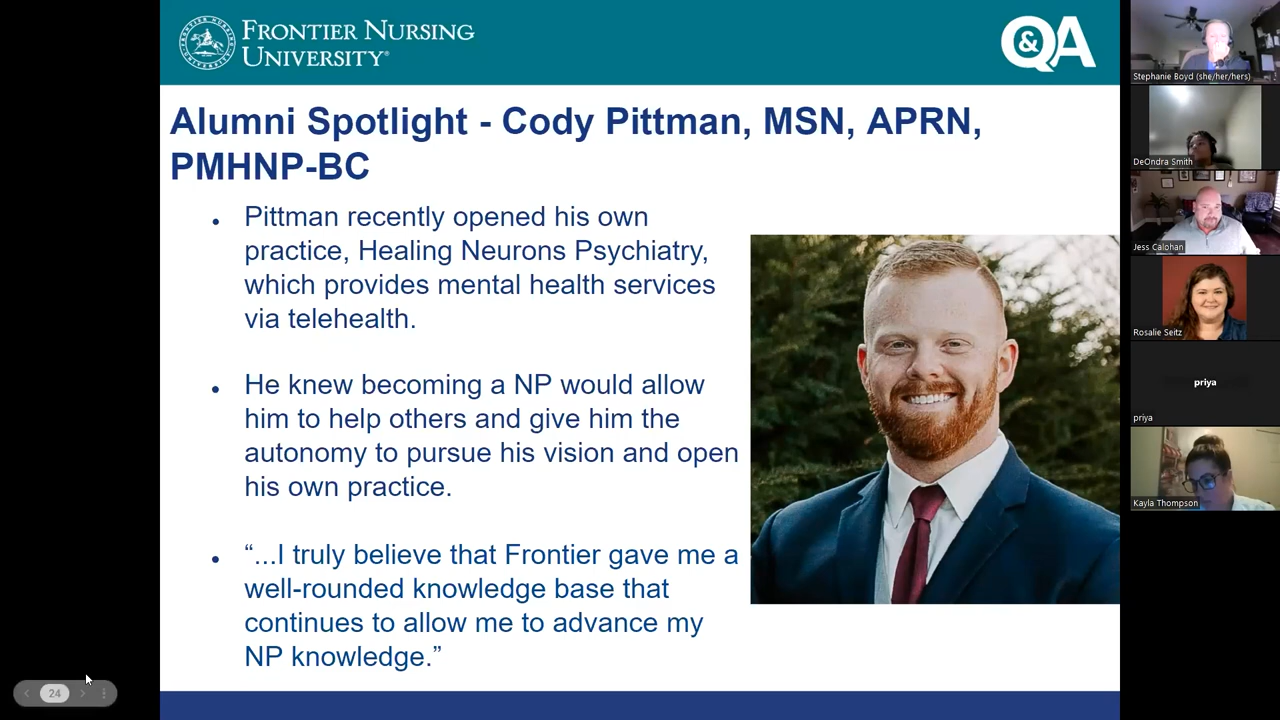 FRONTIER NURSING
UNIVERSITY®
Q&A
Alumni Spotlight - Cody Pittman, MSN, APRN,
PMHNP-BC
• Pittman recently opened his own
practice, Healing Neurons Psychiatry,
which provides mental health services
via telehealth.
• He knew becoming a NP would allow
him to help others and give him the
autonomy to pursue his vision and open
his own practice.
• “...I truly believe that Frontier gave me a
well-rounded knowledge base that
continues to allow me to advance my
NP knowledge.”
24
Stephanie Boyd (she/her/hers)
DeOndra Smith
Jess Calohan
Rosalie Seitz
priya
priya
Kayla Thompson